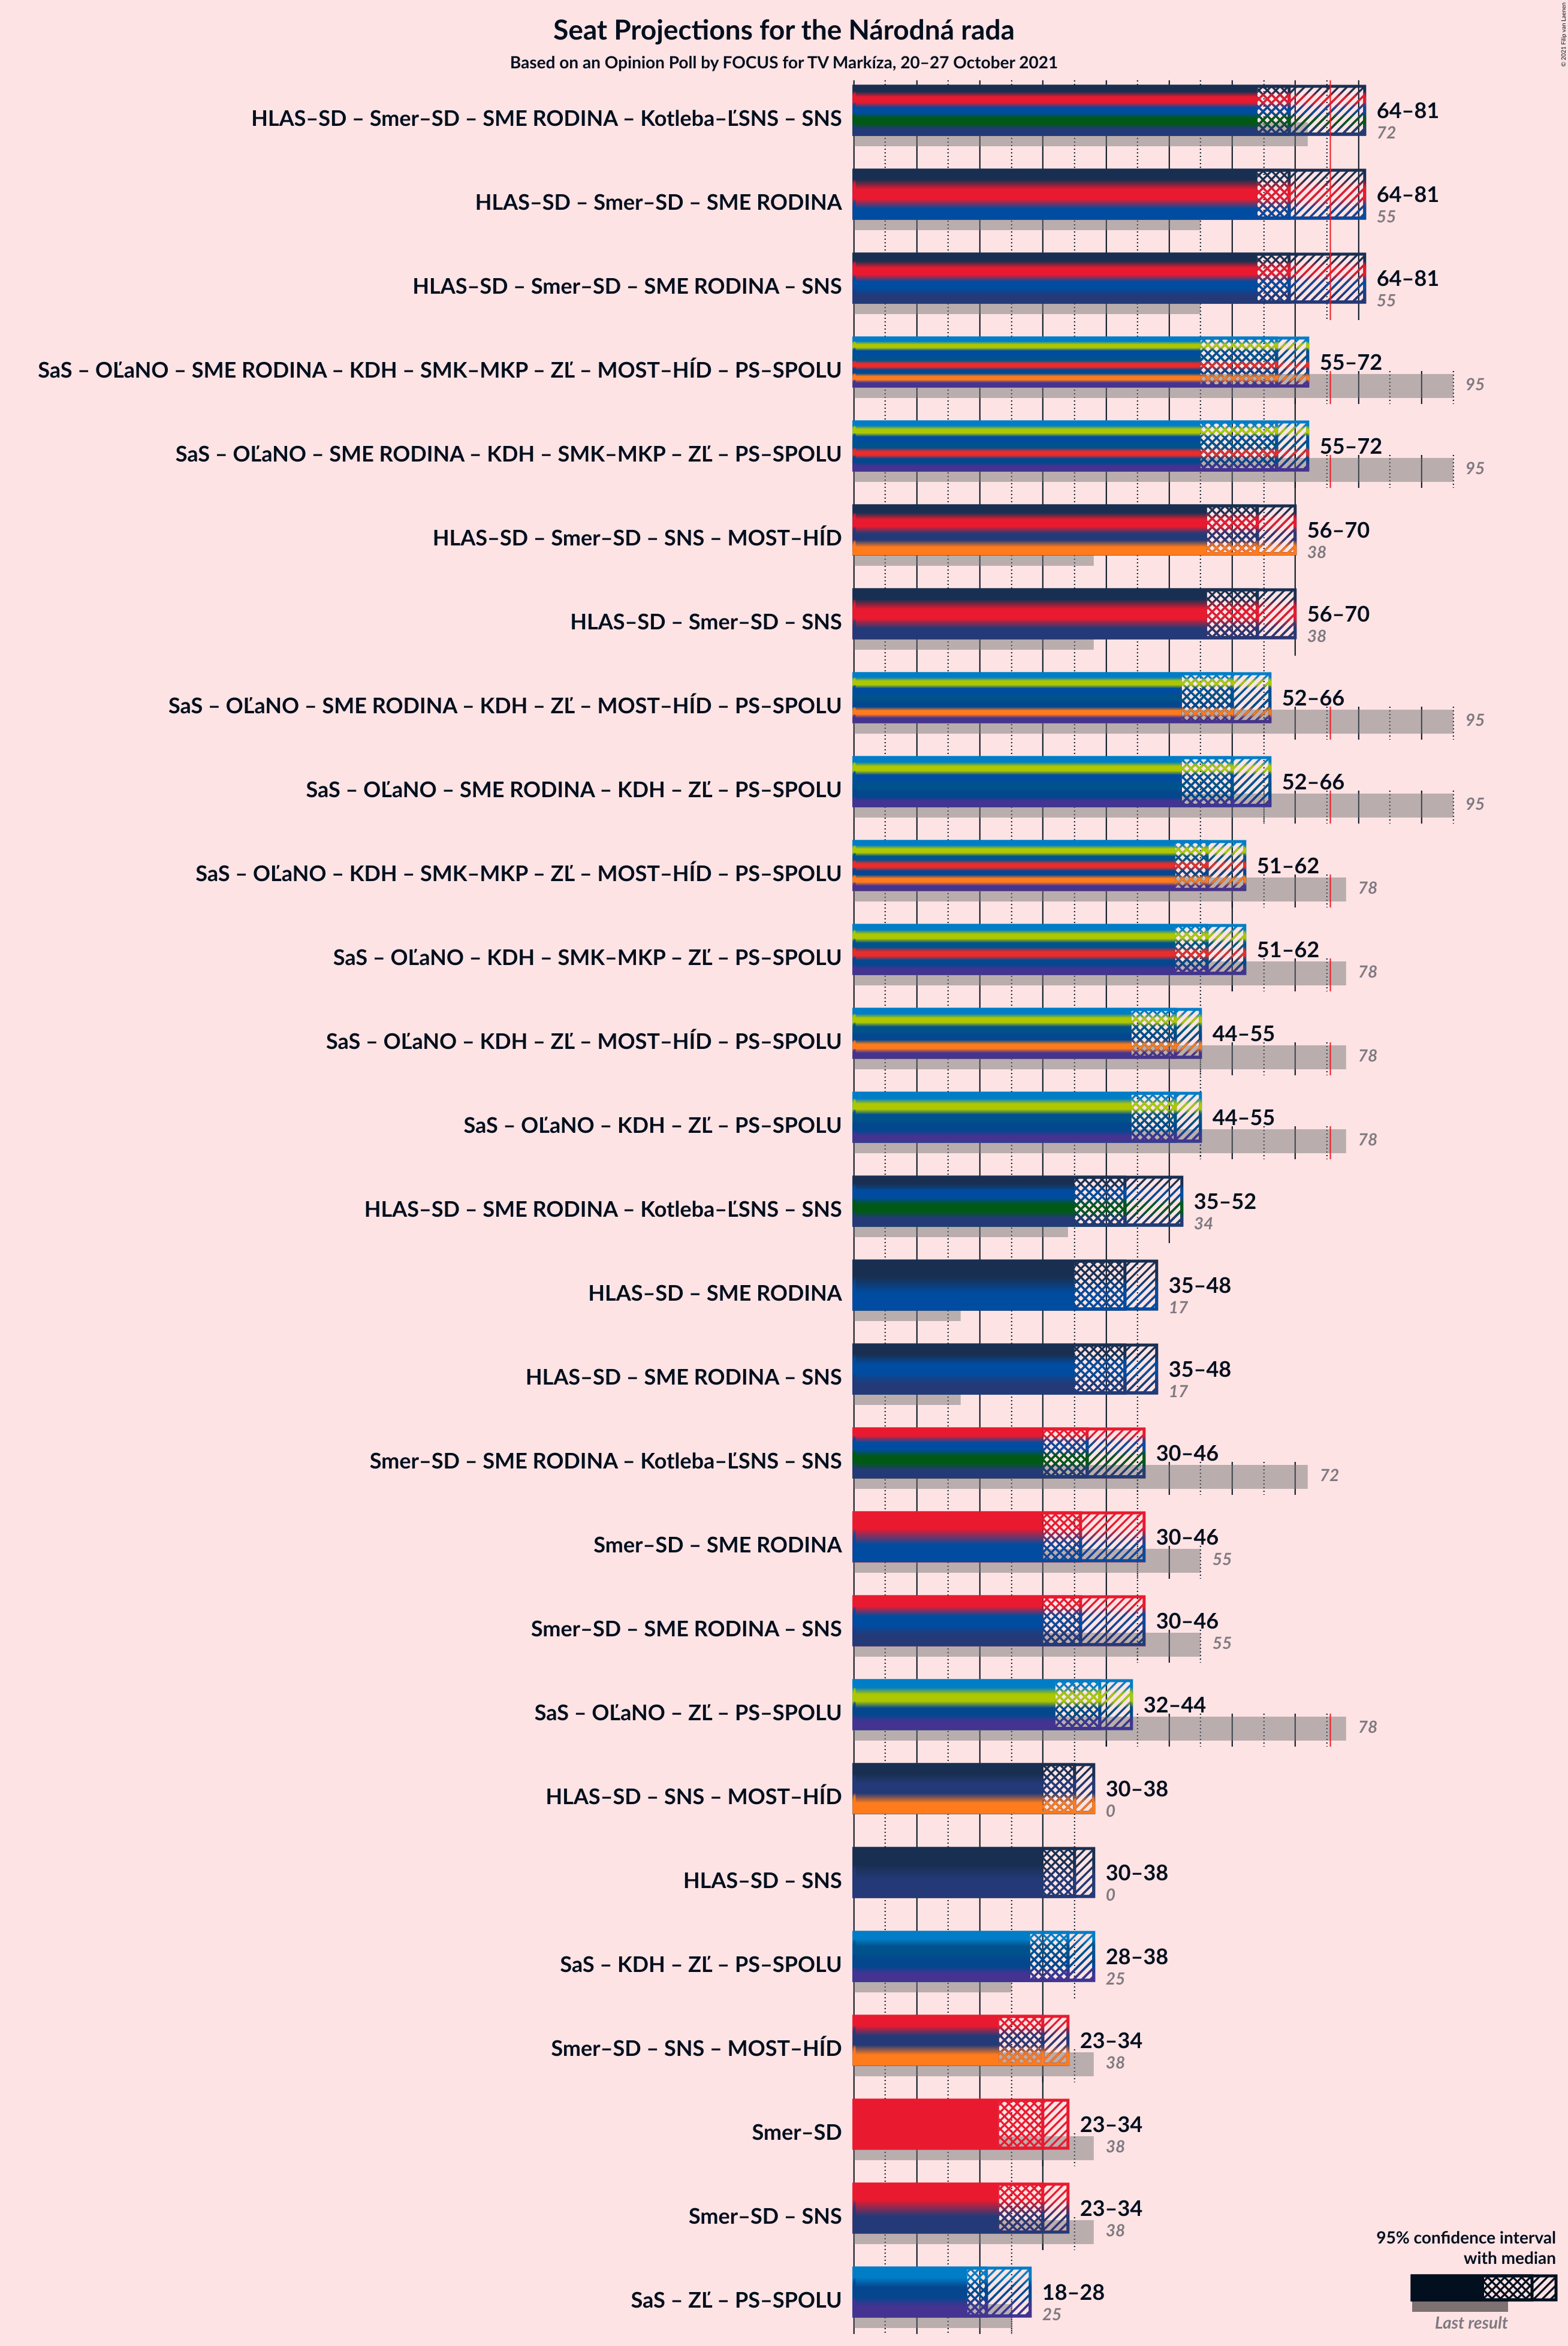 Seat Projections for the Národná rada
Based on an Opinion Poll by FOCUS for TV Markíza, 20–27 October 2021
© 2021 Filip van Laenen
HLAS–SD – Smer–SD – SME RODINA – Kotleba–ĽSNS – SNS
64–81
72
HLAS–SD – Smer–SD – SME RODINA
64–81
55
HLAS–SD – Smer–SD – SME RODINA – SNS
64–81
55
SaS – OĽaNO – SME RODINA – KDH – SMK–MKP – ZĽ – MOST–HÍD – PS–SPOLU
55–72
95
SaS – OĽaNO – SME RODINA – KDH – SMK–MKP – ZĽ – PS–SPOLU
55–72
95
HLAS–SD – Smer–SD – SNS – MOST–HÍD
56–70
38
HLAS–SD – Smer–SD – SNS
56–70
38
SaS – OĽaNO – SME RODINA – KDH – ZĽ – MOST–HÍD – PS–SPOLU
52–66
95
SaS – OĽaNO – SME RODINA – KDH – ZĽ – PS–SPOLU
52–66
95
SaS – OĽaNO – KDH – SMK–MKP – ZĽ – MOST–HÍD – PS–SPOLU
51–62
78
SaS – OĽaNO – KDH – SMK–MKP – ZĽ – PS–SPOLU
51–62
78
SaS – OĽaNO – KDH – ZĽ – MOST–HÍD – PS–SPOLU
44–55
78
SaS – OĽaNO – KDH – ZĽ – PS–SPOLU
44–55
78
HLAS–SD – SME RODINA – Kotleba–ĽSNS – SNS
35–52
34
HLAS–SD – SME RODINA
35–48
17
HLAS–SD – SME RODINA – SNS
35–48
17
Smer–SD – SME RODINA – Kotleba–ĽSNS – SNS
30–46
72
Smer–SD – SME RODINA
30–46
55
Smer–SD – SME RODINA – SNS
30–46
55
SaS – OĽaNO – ZĽ – PS–SPOLU
32–44
78
HLAS–SD – SNS – MOST–HÍD
30–38
0
HLAS–SD – SNS
30–38
0
SaS – KDH – ZĽ – PS–SPOLU
28–38
25
Smer–SD – SNS – MOST–HÍD
23–34
38
Smer–SD
23–34
38
Smer–SD – SNS
23–34
38
SaS – ZĽ – PS–SPOLU
18–28
25
95% confidence interval
with median
Last result